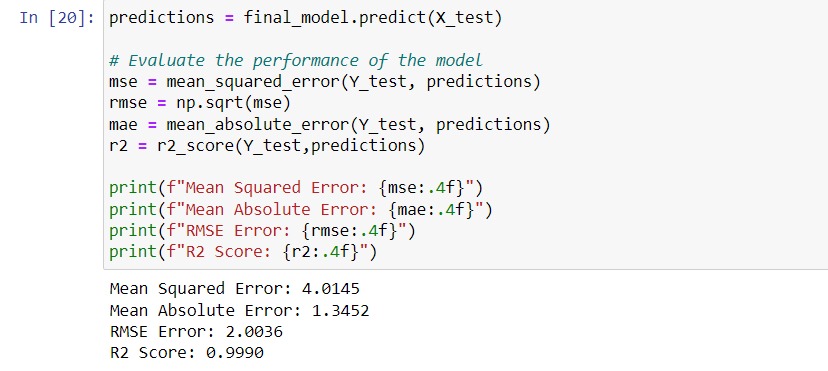 In [20]: predictions = final_model.predict(X_test)
# Evaluate the performance of the model
mse = mean_squared_error(Y_test, predictions)
rmse = np.sqrt(mse)
mae = mean_absolute_error(Y_test, predictions)
r2 = r2_score(Y_test,predictions)
print(f"Mean Squared Error: {mse:.4f}")
print(f"Mean Absolute Error: {mae:.4f}")
print(f"RMSE Error: {rmse:.4f}")
print(f"R2 Score: {r2:.4f}")
Mean Squared Error: 4.0145
Mean Absolute Error: 1.3452
RMSE Error: 2.0036
R2 Score: 0.9990